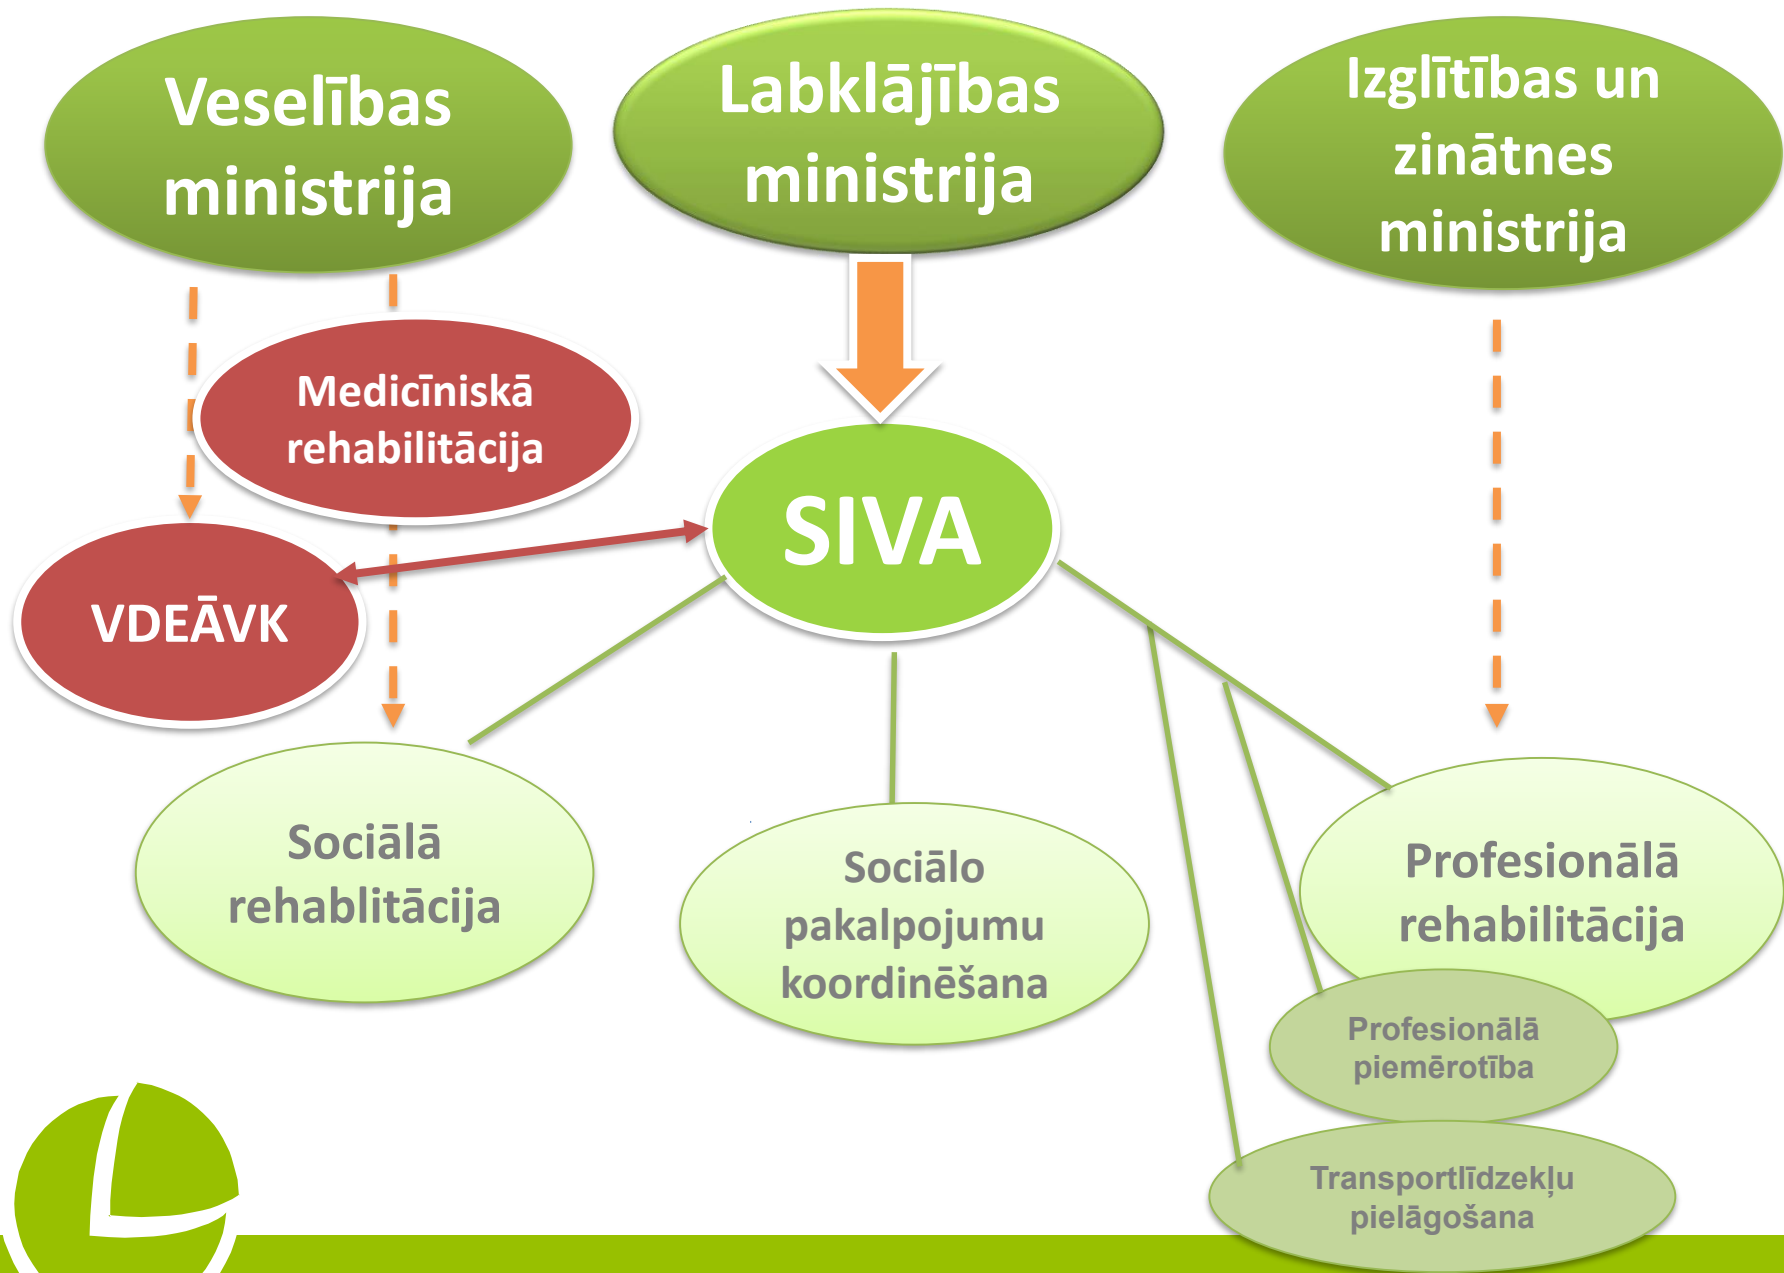 Veselības
ministrija
Labklājības
ministrija
Izglītības un
zinātnes
ministrija
Medicīniskā
rehabilitācija
SIVA
VDEĀVK
Sociālā
rehablitācija
Sociālo
pakalpojumu
koordinēšana
Profesionālā
rehabilitācija
Profesionālā
piemērotība
Transportlīdzekļu
pielāgošana